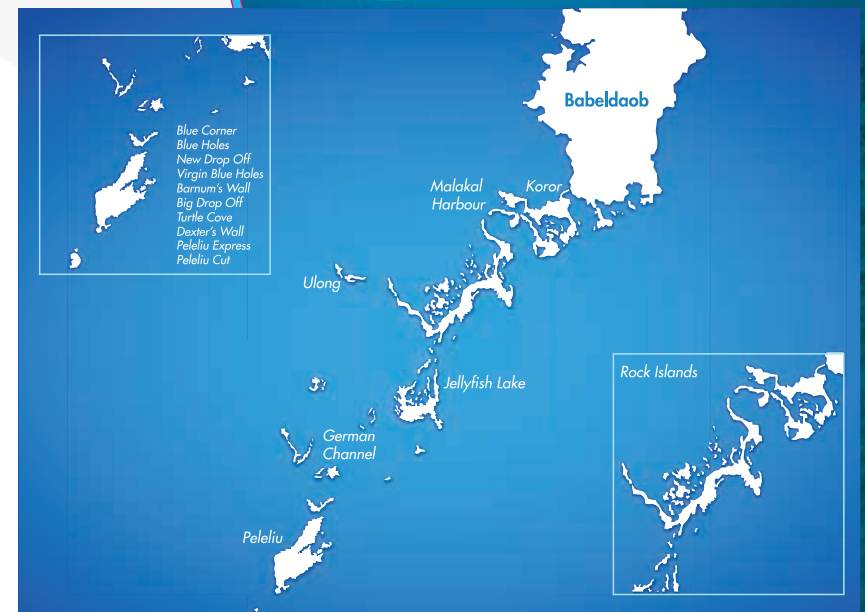 Blue Corner
Blue Holes
New Drop Off
Virgin Blue Holes
Barnum's Wall
Big Drop Off
Turtle Cove
Dexter's Wall
Peleliu Express
Peleliu Cut
Babeldaob
Malakal
Harbour
Koror
Ulong
Jellyfish Lake
Rock Islands
German
Channel
Peleliu